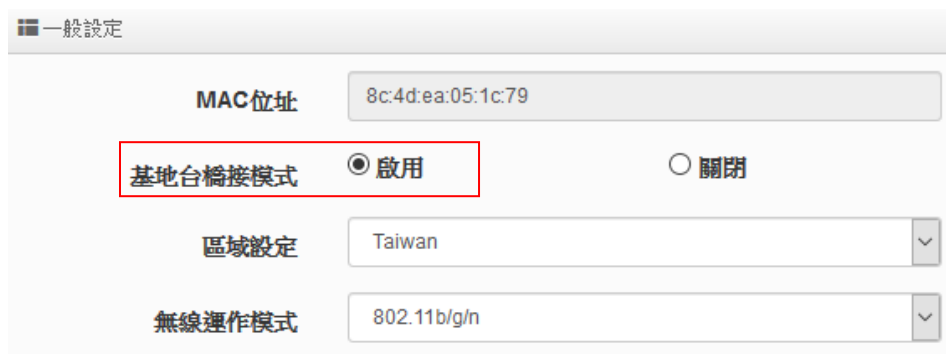 一般設定
MAC位址 8c:4d:ea:05:1c:79
基地台橋接模式 啟用 關閉
區域設定 Taiwan
無線運作模式 802.11b/g/n